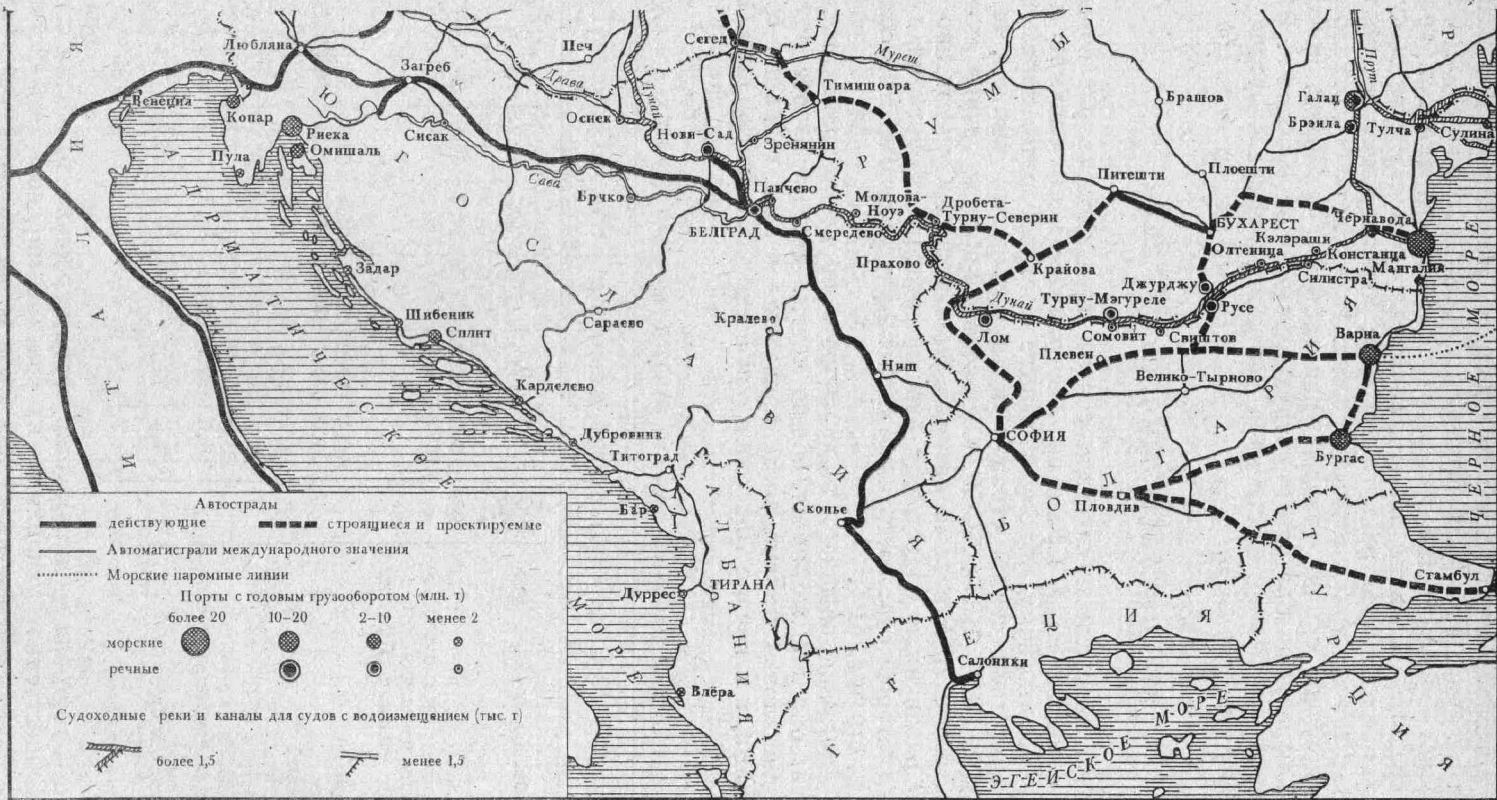 Любляна
Загреб
Печ
Сегед
Муреш
Драва
Дунай
Тимишоара
Прут
Брашов
Галац
Брэила
Тулча
Сулина
Венеция
Копар
Риека
Омишаль
Пула
Сисак
Осиек
Нови-Сад
Зренянин
Сава
Брчко
Панчево
БЕЛГРАД
Смередево
Молдова-
Ноуэ
Дробета-
Турну-Северин
Прахово
Крайова
Питешти
Плоешти
БУХАРЕСТ
Олтеница
Кэлэраши
Чернавода
Констанца
Мангалия
Силистра
Джурджу
Русе
Дунай
Турну-Мэгуреле
Лом
Сомовит
Свиштов
Плевен
Велико-Тырново
Варна
Бургас
Задар
Шибеник
Сплит
Сараево
Кралево
Ниш
Карделево
Дубровник
Титоград
Бар
СОФИЯ
Пловдив
Скопье
Стамбул
Дуррес
ТИРАНА
Влёра
Салоники
ИТАЛИЯ
ЮГОСЛАВИЯ
РУМЫНИЯ
БОЛГАРИЯ
АЛБАНИЯ
ГРЕЦИЯ
ТУРЦИЯ
АДРИАТИЧЕСКОЕ МОРЕ
ЧЕРНОЕ МОРЕ
ЭГЕЙСКОЕ МОРЕ
Автострады
действующие строящиеся и проектируемые
Автомагистрали международного значения
Морские паромные линии
Порты с годовым грузооборотом (млн. т)
более 20 10–20 2–10 менее 2
морские
речные
Судоходные реки и каналы для судов с водоизмещением (тыс. т)
более 1,5 менее 1,5